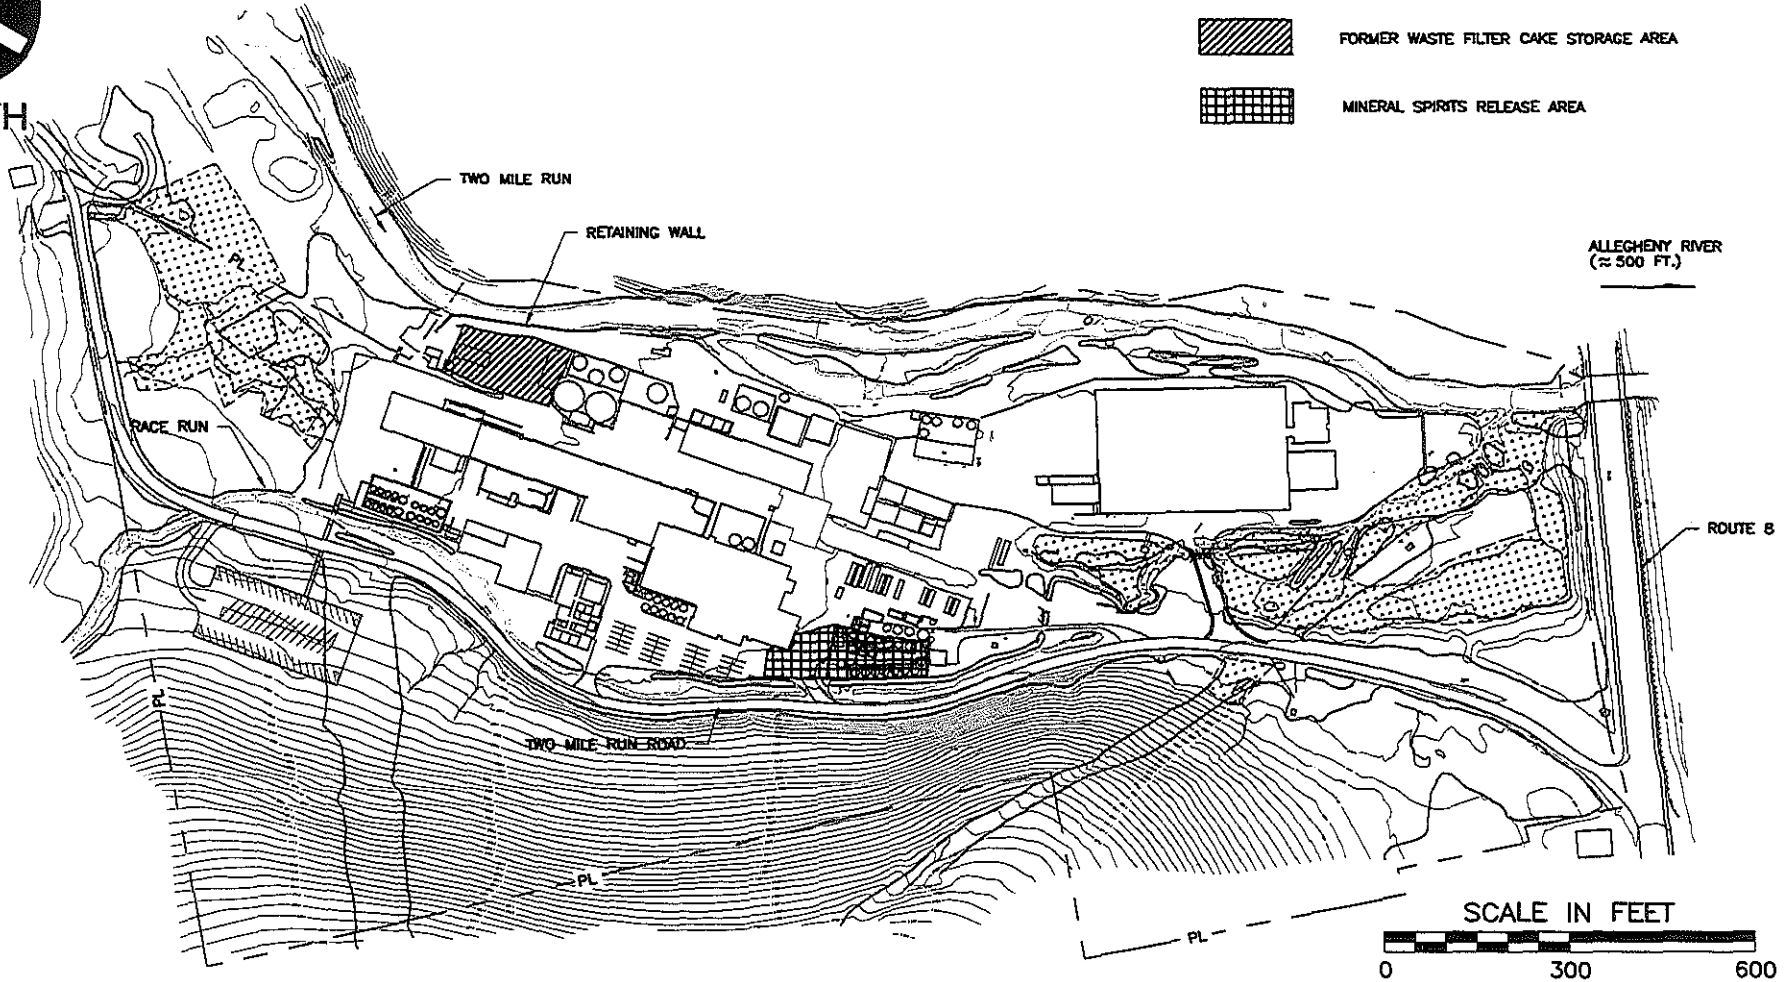 FORMER WASTE FILTER CAKE STORAGE AREA
MINERAL SPIRITS RELEASE AREA
TH
TWO MILE RUN
RETAINING WALL
ALLEGHENY RIVER
(≈ 500 FT.)
PL
RACE RUN
ROUTE 8
PL
TWO MILE RUN ROAD
PL
PL
SCALE IN FEET
0 300 600